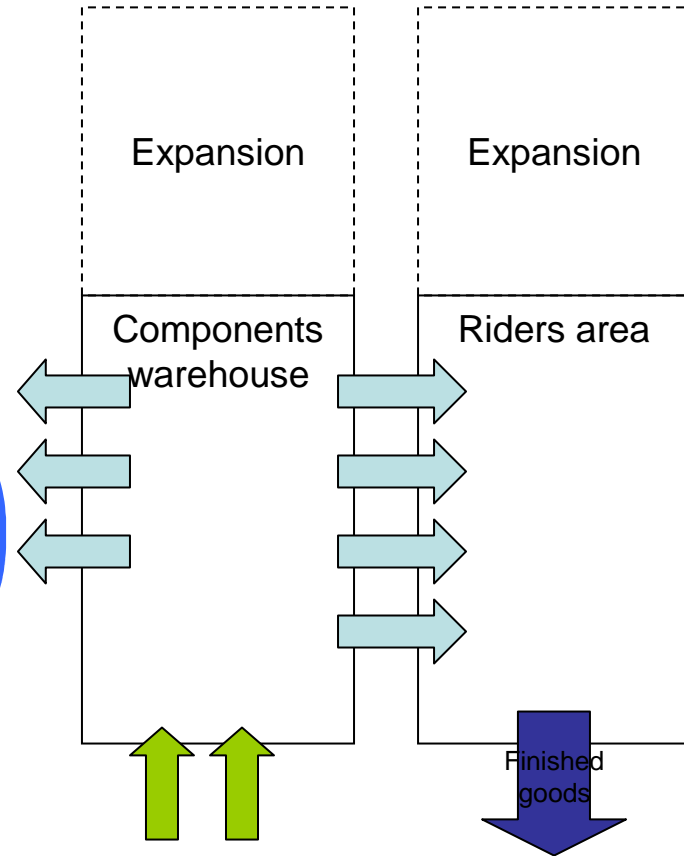 Expansion
Expansion
Components
warehouse
Riders area
Finished
goods